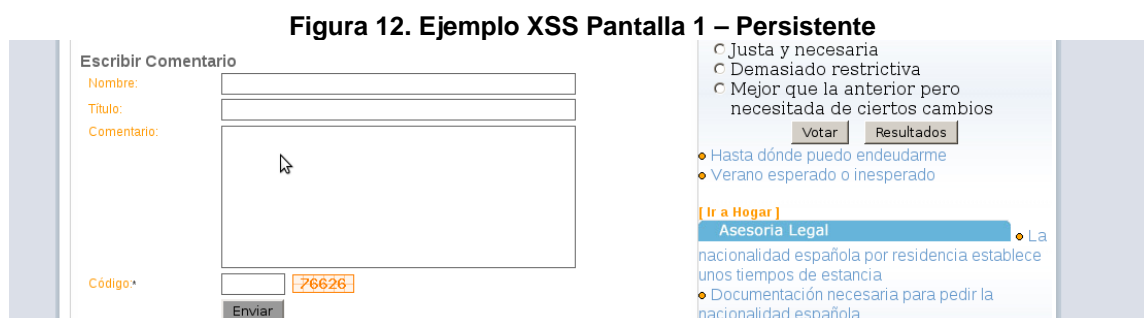 Figura 12. Ejemplo XSS Pantalla 1 – Persistente
Escribir Comentario
Nombre:
Título:
Comentario:
Código:*
76626
Enviar
Justa y necesaria
Demasiado restrictiva
Mejor que la anterior pero
necesitada de ciertos cambios
Votar Resultados
Hasta dónde puedo endeudarme
Verano esperado o inesperado
[ Ir a Hogar ]
Asesoria Legal
La
nacionalidad española por residencia establece
unos tiempos de estancia
Documentación necesaria para pedir la
nacionalidad española